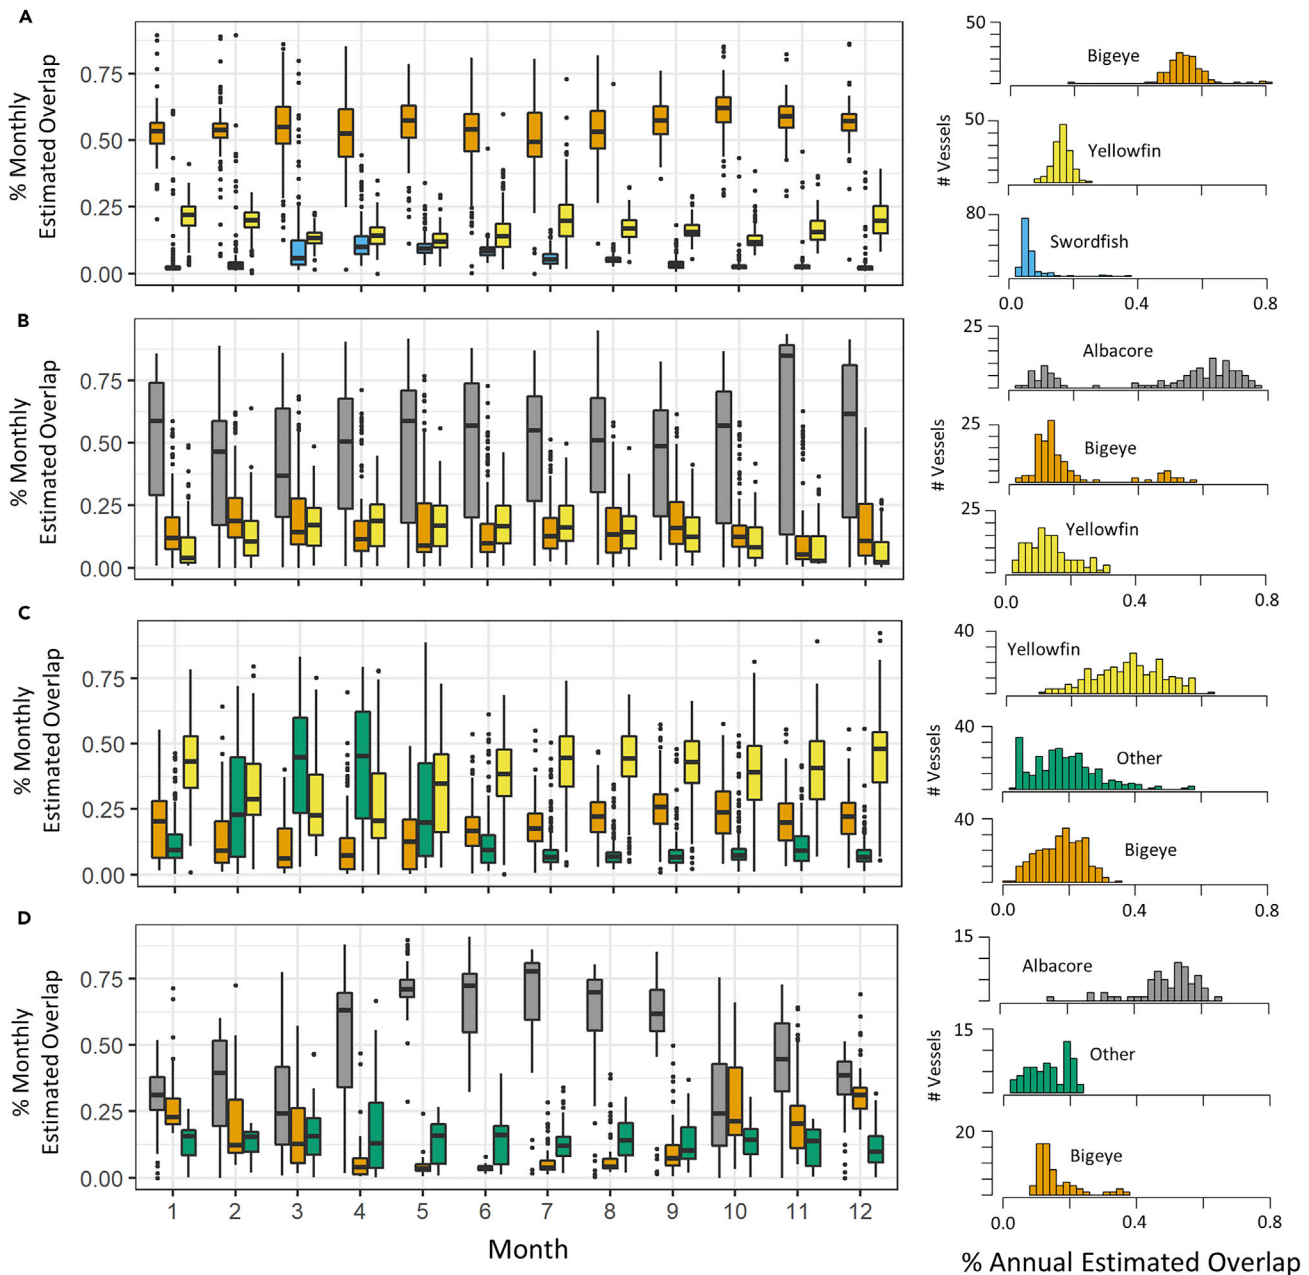 A
% Monthly
Estimated Overlap
0.75
0.50
0.25
0.00
# Vessels
50
Bigeye
50
Yellowfin
80
Swordfish
0.0
0.4
0.8
B
% Monthly
Estimated Overlap
0.75
0.50
0.25
0.00
# Vessels
25
Albacore
25
Bigeye
25
Yellowfin
0.0
0.4
0.8
C
% Monthly
Estimated Overlap
0.75
0.50
0.25
0.00
# Vessels
40
Yellowfin
40
Other
40
Bigeye
0.0
0.4
0.8
D
% Monthly
Estimated Overlap
0.75
0.50
0.25
0.00
1 2 3 4 5 6 7 8 9 10 11 12
Month
# Vessels
15
Albacore
15
Other
20
Bigeye
0.0
0.4
0.8
% Annual Estimated Overlap